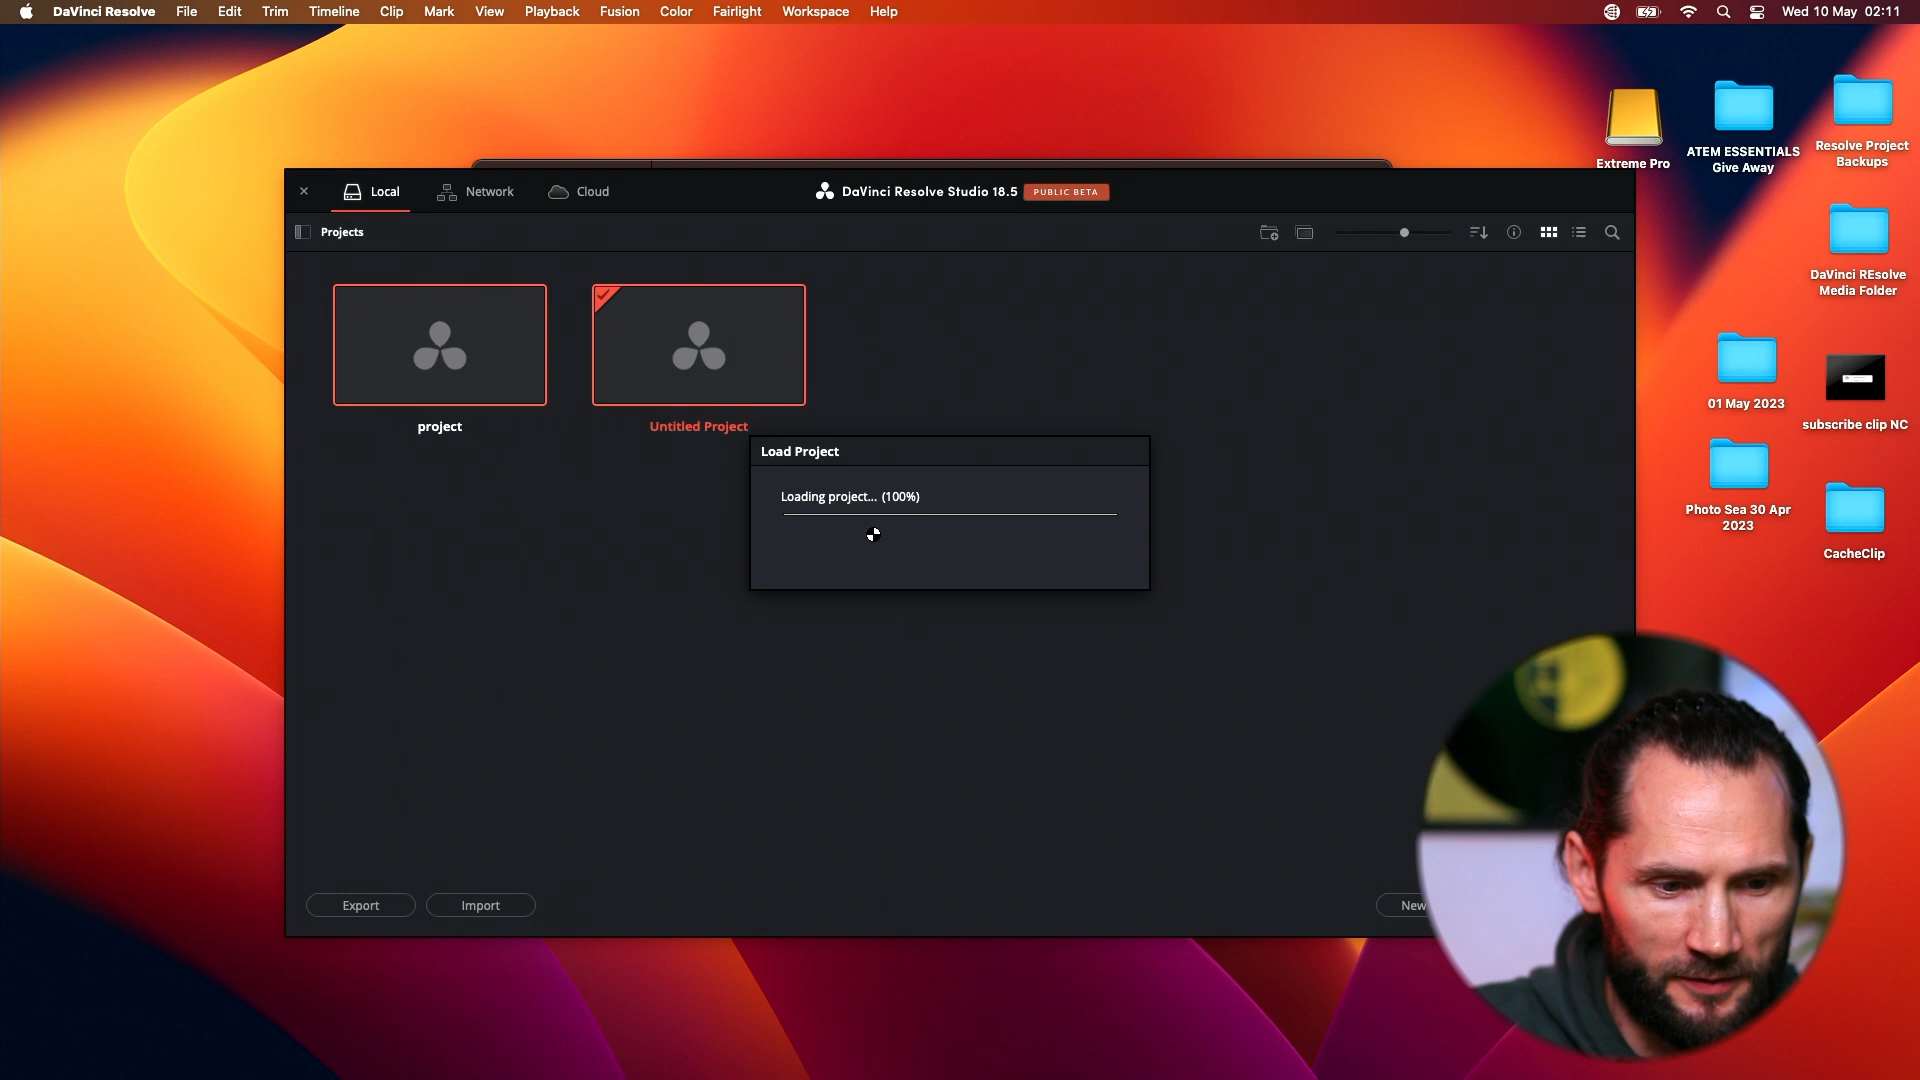 DaVinci Resolve File Edit Trim Timeline Clip Mark View Playback Fusion Color Fairlight Workspace Help Wed 10 May 02:11
Extreme Pro
ATEM ESSENTIALS
Give Away
Resolve Project
Backups
Local Network Cloud DaVinci Resolve Studio 18.5 PUBLIC BETA
Projects
DaVinci REsolve
Media Folder
01 May 2023
subscribe clip NC
project
Untitled Project
Load Project
Loading project... (100%)
Photo Sea 30 Apr
2023
CacheClip
Export Import New